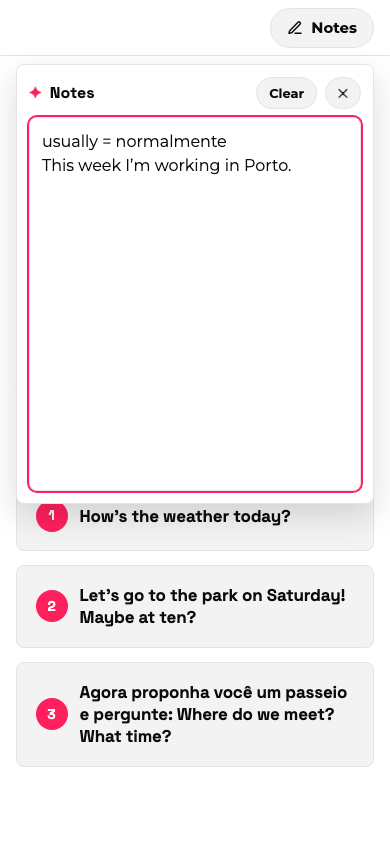 Notes
Notes
Clear
usually = normalmente
This week I'm working in Porto.
1
How's the weather today?
2
Let's go to the park on Saturday!
Maybe at ten?
3
Agora proponha você um passeio
e pergunte: Where do we meet?
What time?